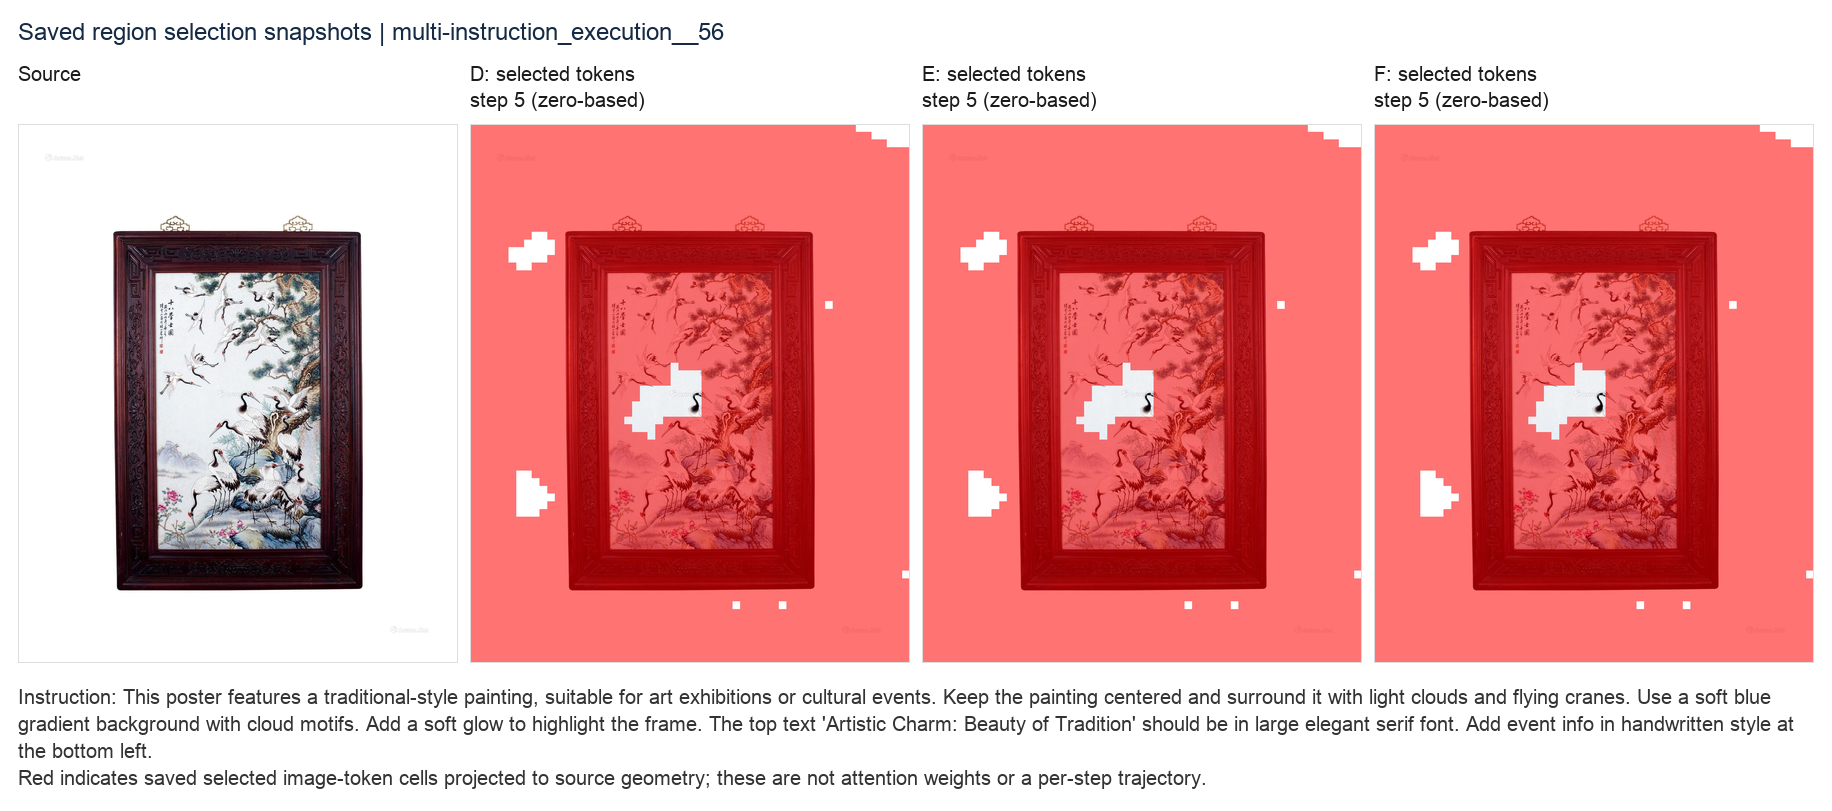 Saved region selection snapshots | multi-instruction_execution__56
Source
D: selected tokens
step 5 (zero-based)
E: selected tokens
step 5 (zero-based)
F: selected tokens
step 5 (zero-based)
Instruction: This poster features a traditional-style painting, suitable for art exhibitions or cultural events. Keep the painting centered and surround it with light clouds and flying cranes. Use a soft blue
gradient background with cloud motifs. Add a soft glow to highlight the frame. The top text 'Artistic Charm: Beauty of Tradition' should be in large elegant serif font. Add event info in handwritten style at
the bottom left.
Red indicates saved selected image-token cells projected to source geometry; these are not attention weights or a per-step trajectory.